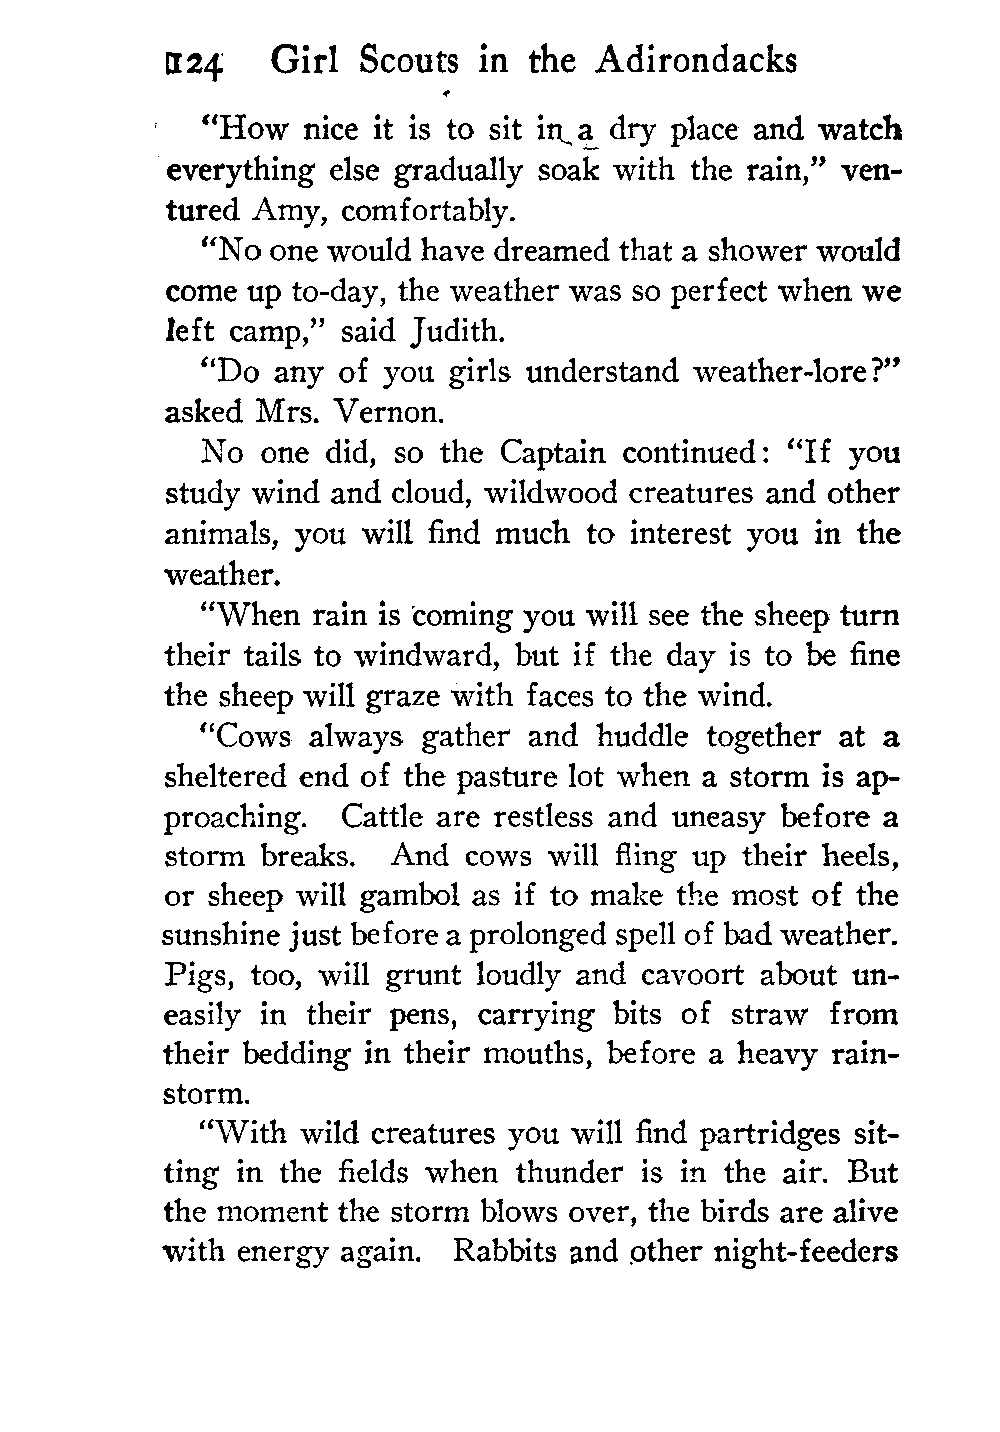 124 Girl Scouts in the Adirondacks
“How nice it is to sit in a dry place and watch
everything else gradually soak with the rain,” ven-
tured Amy, comfortably.
“No one would have dreamed that a shower would
come up to-day, the weather was so perfect when we
left camp,” said Judith.
“Do any of you girls understand weather-lore?”
asked Mrs. Vernon.
No one did, so the Captain continued: “If you
study wind and cloud, wildwood creatures and other
animals, you will find much to interest you in the
weather.
“When rain is coming you will see the sheep turn
their tails to windward, but if the day is to be fine
the sheep will graze with faces to the wind.
“Cows always gather and huddle together at a
sheltered end of the pasture lot when a storm is ap-
proaching. Cattle are restless and uneasy before a
storm breaks. And cows will fling up their heels,
or sheep will gambol as if to make the most of the
sunshine just before a prolonged spell of bad weather.
Pigs, too, will grunt loudly and cavoort about un-
easily in their pens, carrying bits of straw from
their bedding in their mouths, before a heavy rain-
storm.
“With wild creatures you will find partridges sit-
ting in the fields when thunder is in the air. But
the moment the storm blows over, the birds are alive
with energy again. Rabbits and other night-feeders